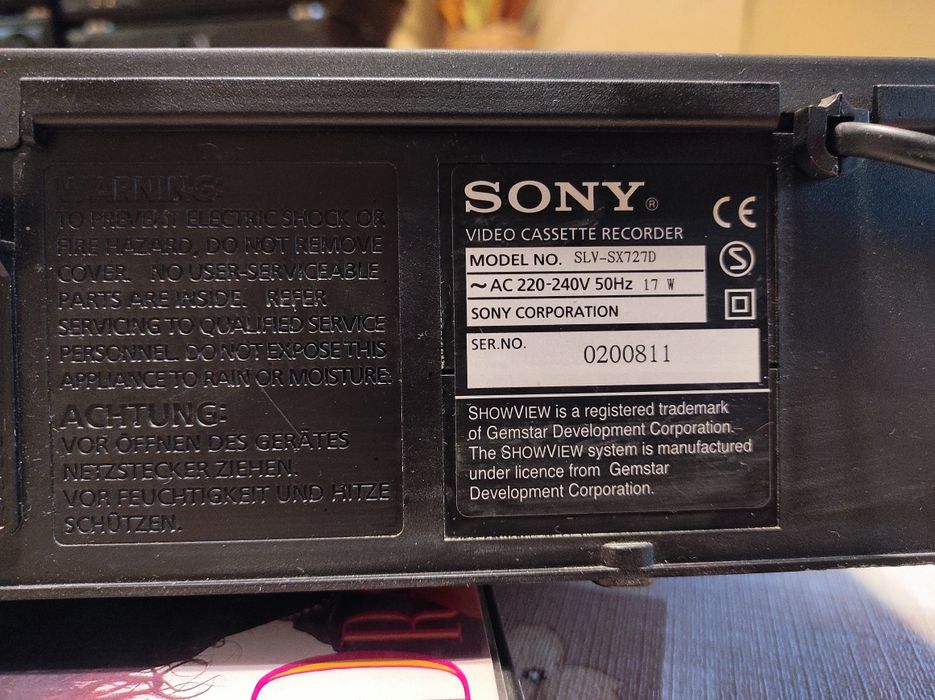 WARNING:
TO PREVENT ELECTRIC SHOCK OR
FIRE HAZARD, DO NOT REMOVE
COVER. NO USER-SERVICEABLE
PARTS ARE INSIDE. REFER
SERVICING TO QUALIFIED SERVICE
PERSONNEL. DO NOT EXPOSE THIS
APPLIANCE TO RAIN OR MOISTURE.
ACHTUNG:
VOR ÖFFNEN DES GERÄTES
NETZSTECKER ZIEHEN.
VOR FEUCHTIGKEIT UND HITZE
SCHÜTZEN.
SONY®
CE
VIDEO CASSETTE RECORDER
MODEL NO. SLV-SX727D
S
~ AC 220-240V 50Hz 17 W
SONY CORPORATION
SER.NO. 0200811
SHOWVIEW is a registered trademark
of Gemstar Development Corporation.
The SHOWVIEW system is manufactured
under licence from Gemstar
Development Corporation.